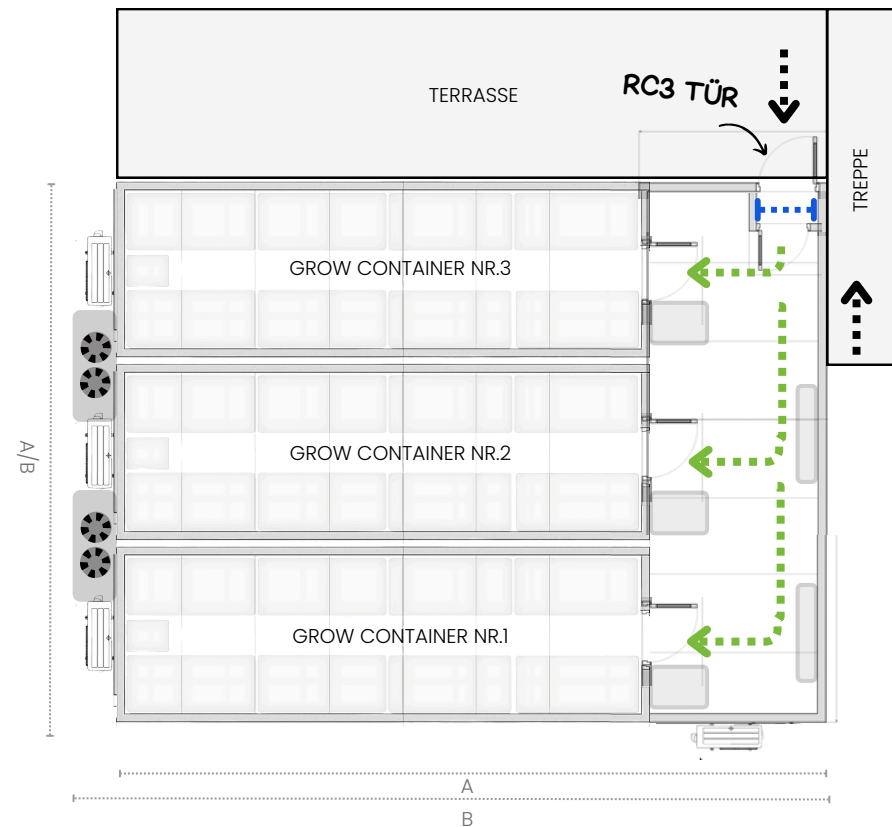 TERRASSE
RC3 TÜR
TREPPE
GROW CONTAINER NR.3
GROW CONTAINER NR.2
GROW CONTAINER NR.1
A/B
A
B